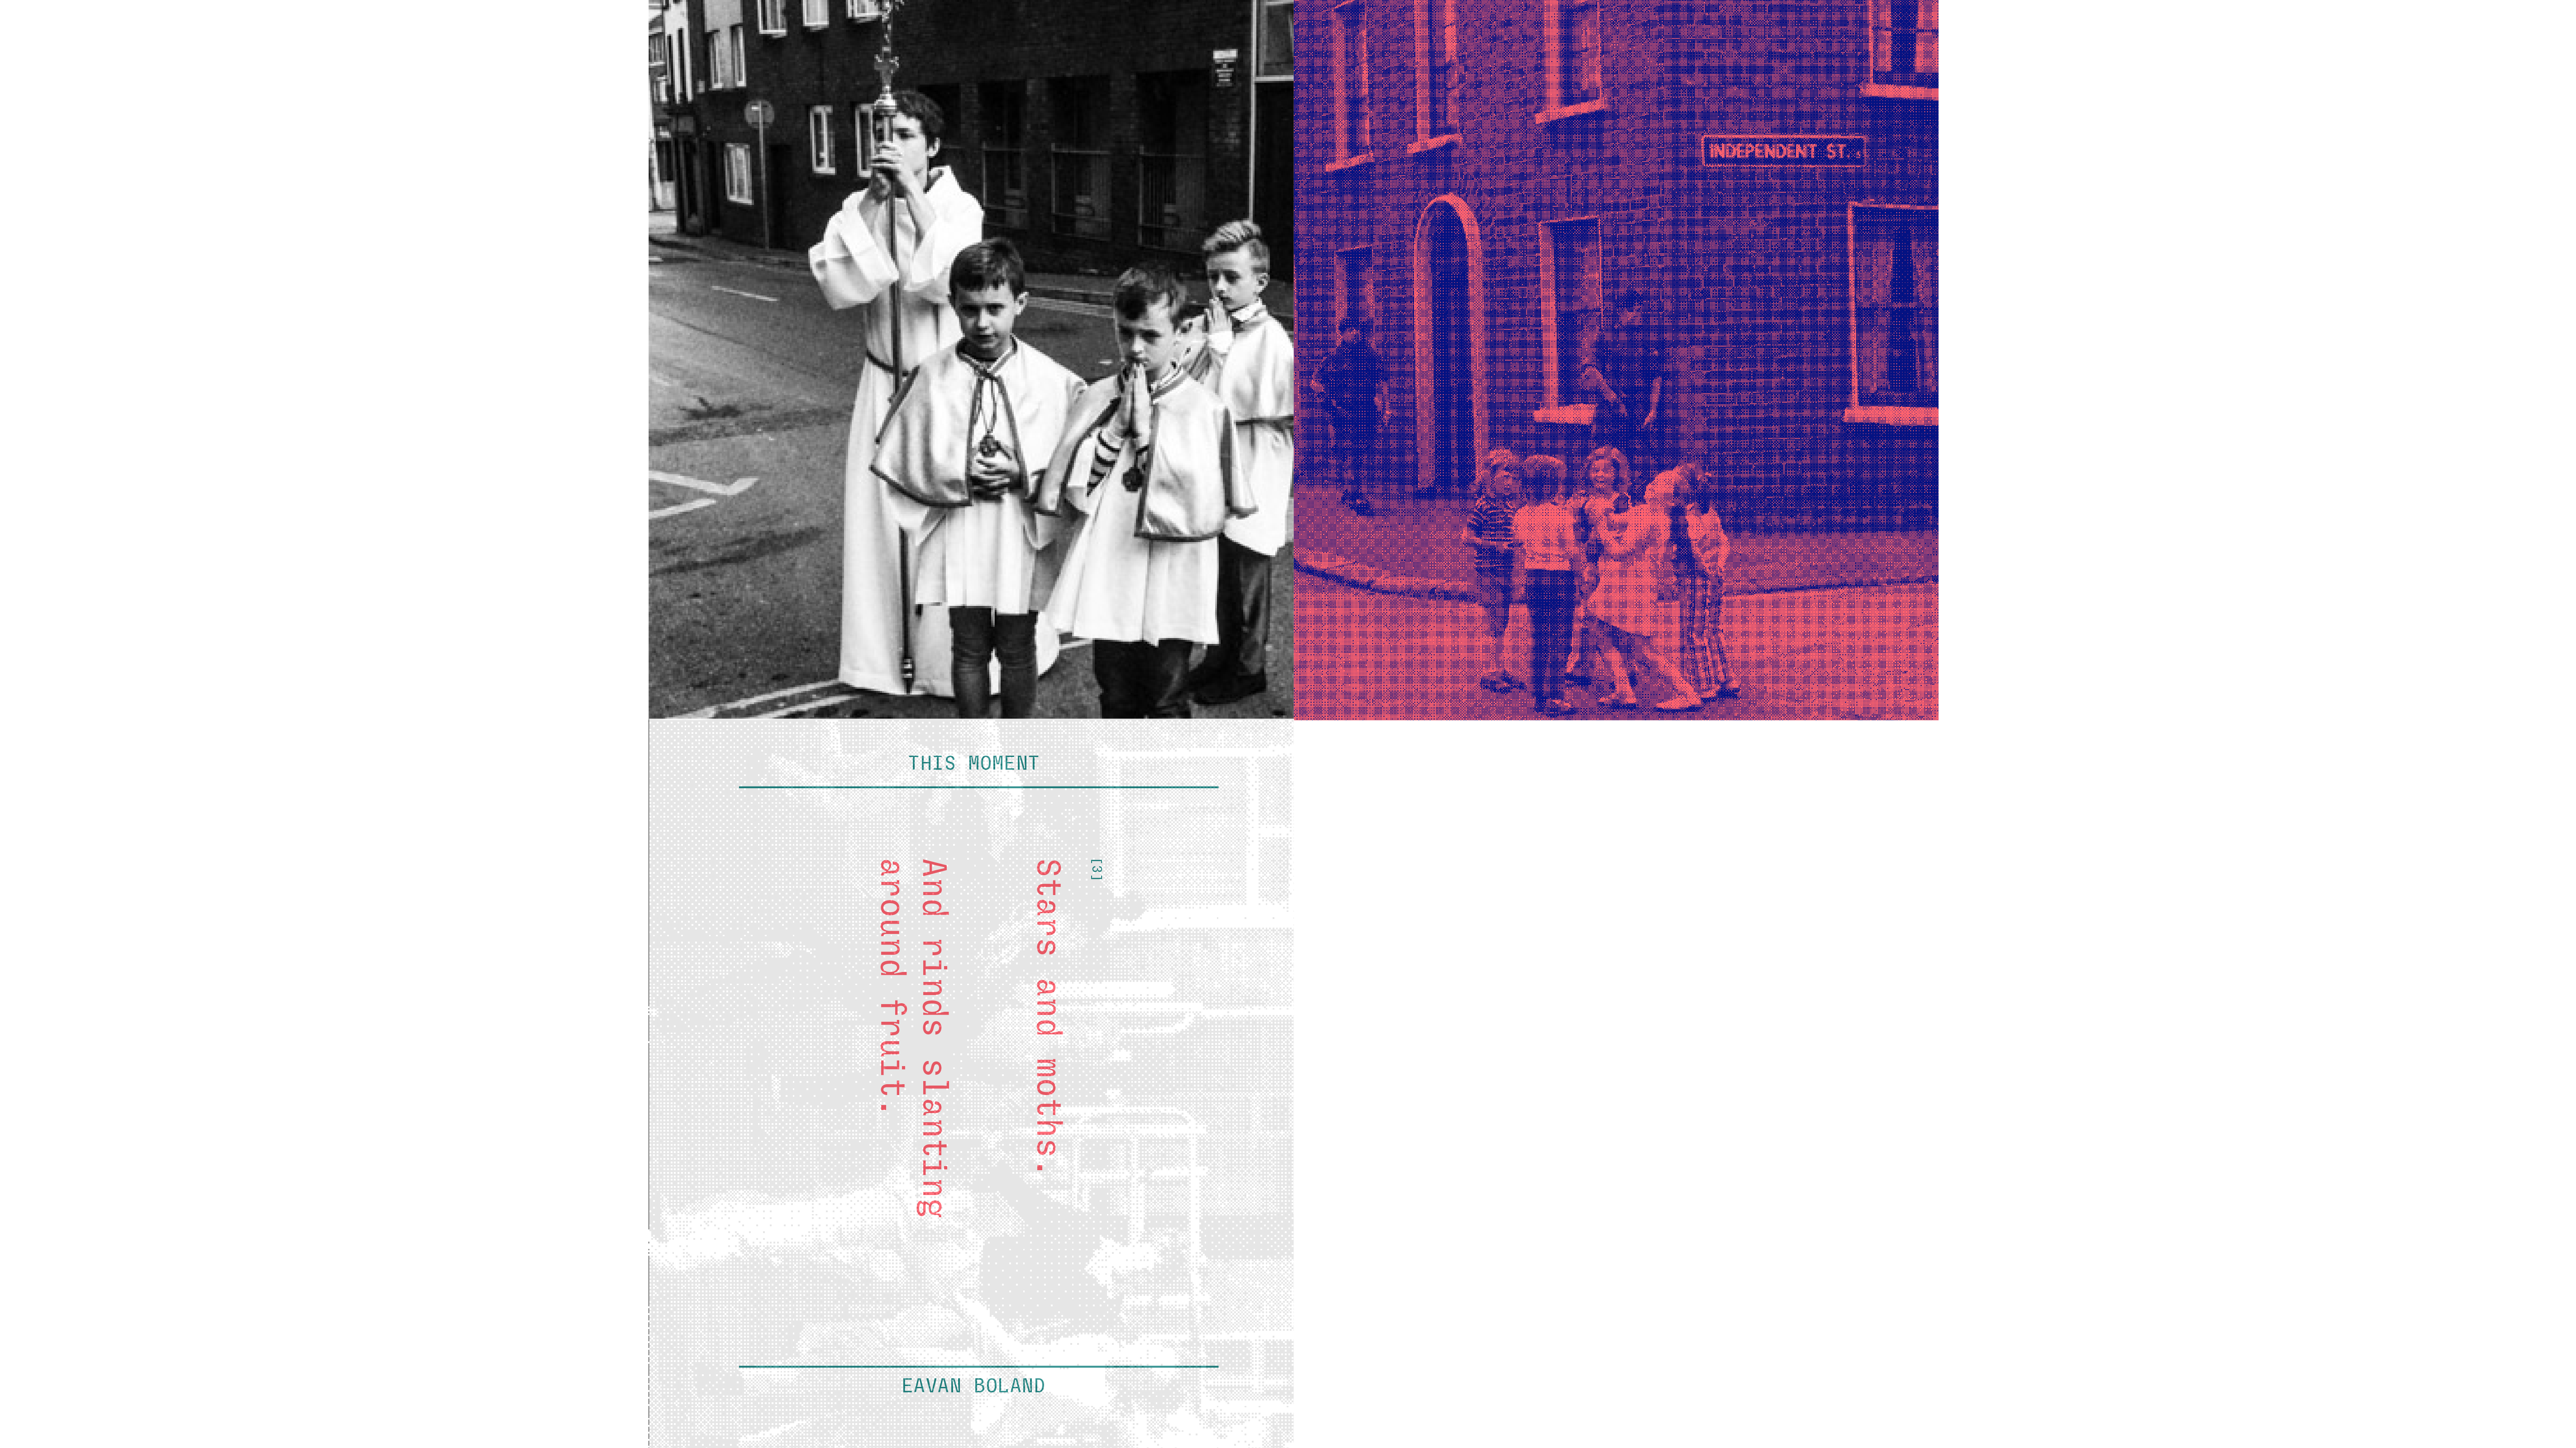 INDEPENDENT ST.
THIS MOMENT
[3]
Stars and moths.
And rinds slanting
around fruit.
EAVAN BOLAND